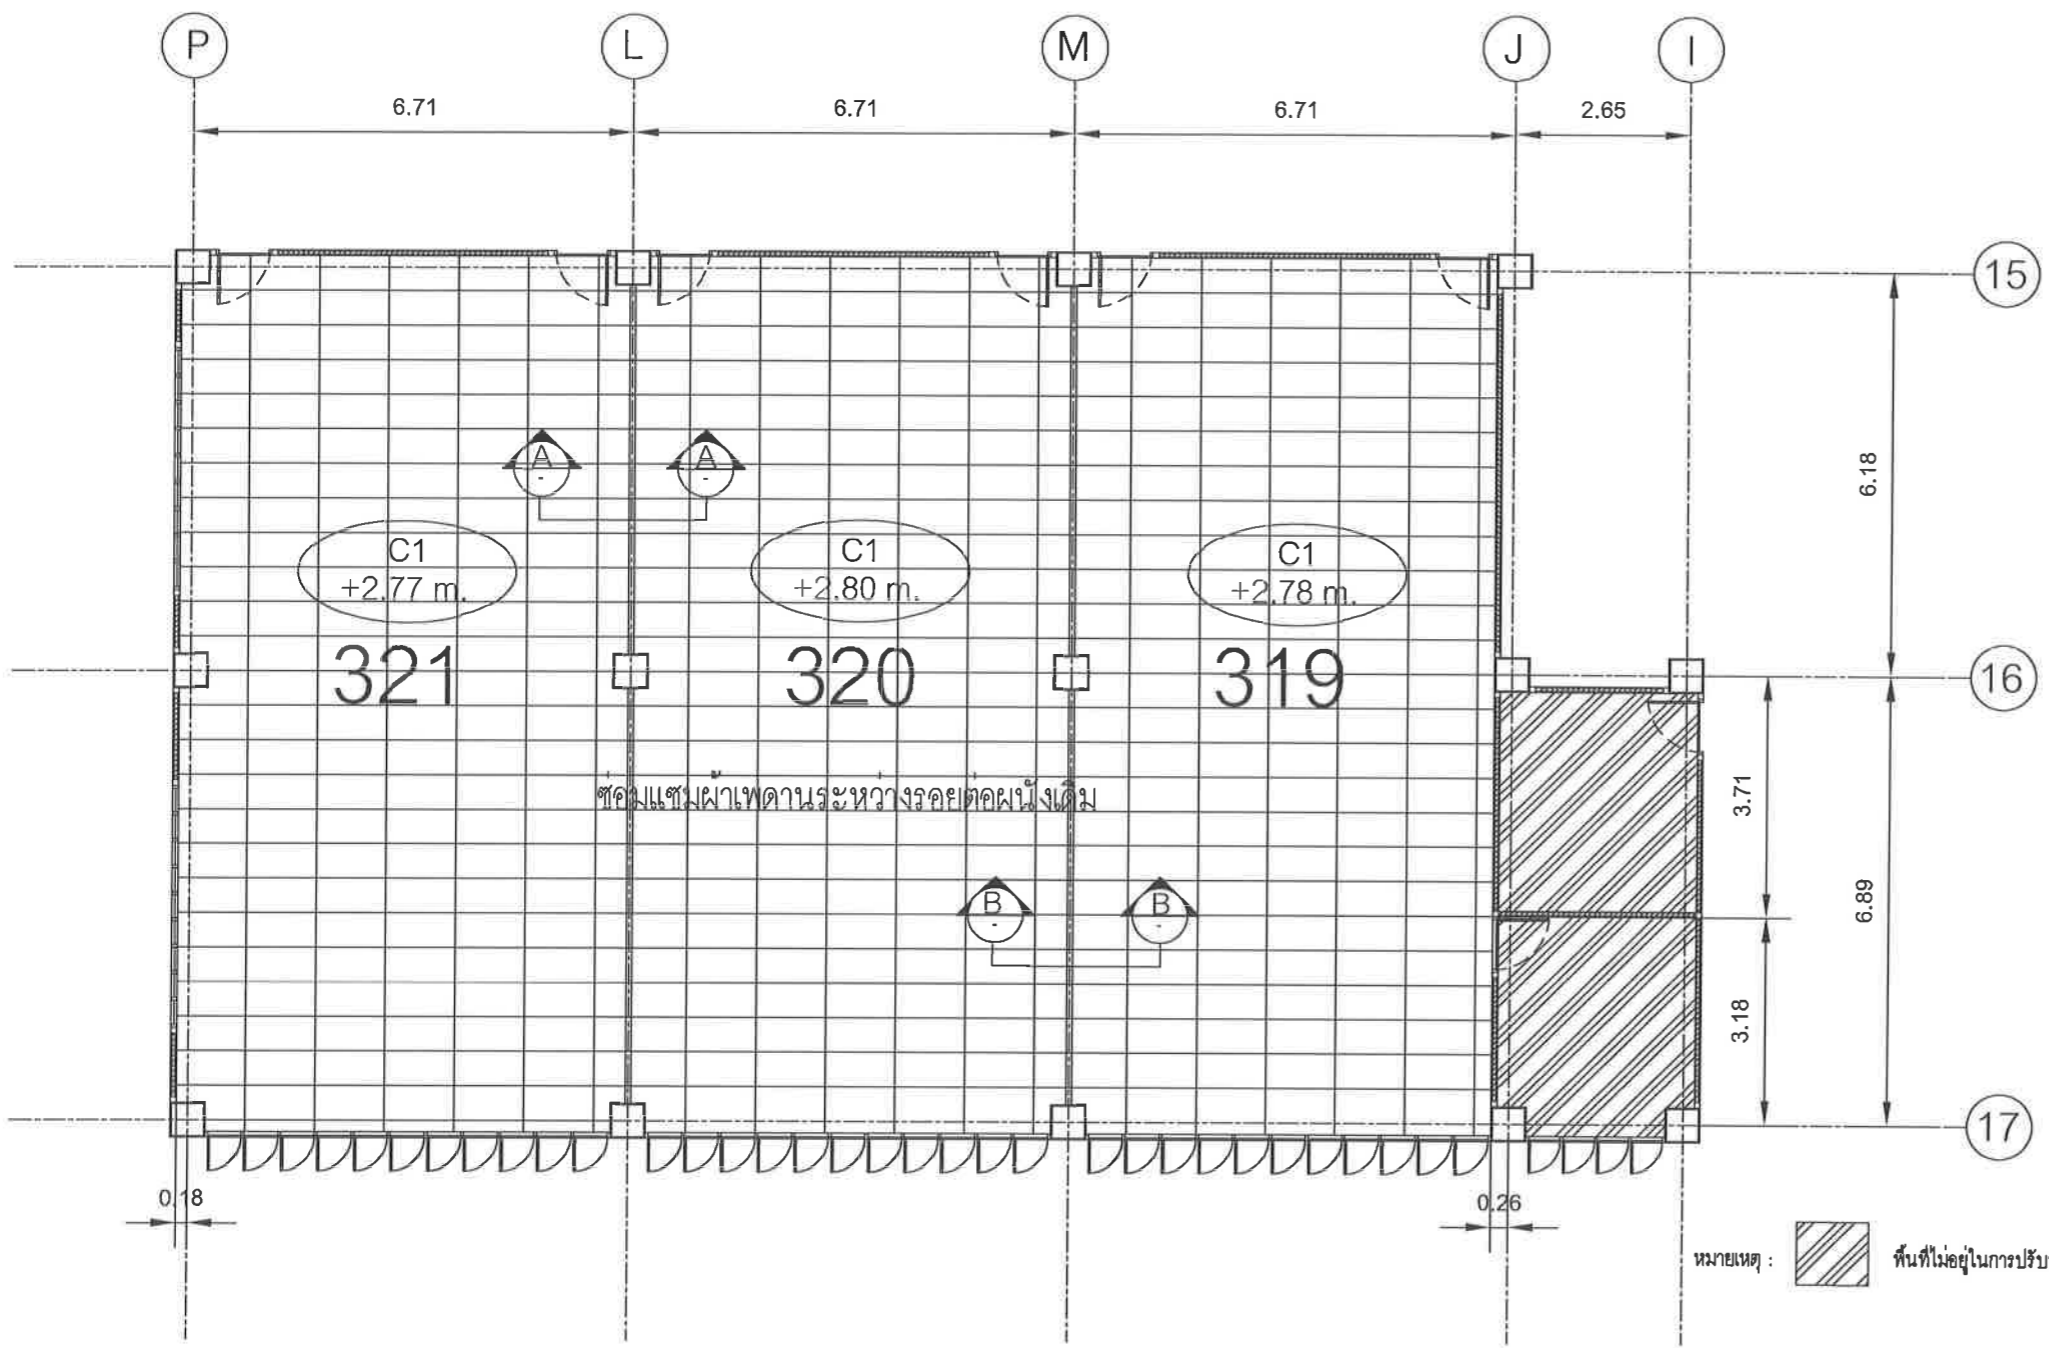 P L M J I
6.71 6.71 6.71 2.65
15
6.18
A A
C1 C1 C1
+2.77 m. +2.80 m. +2.78 m.
321 320 319
16
3.71
ซ่อมแซมฝ้าเพดานระหว่างรอยต่อผนังเดิม
6.89
B B
3.18
17
0.18 0.26
หมายเหตุ : พื้นที่ไม่อยู่ในการปรับ